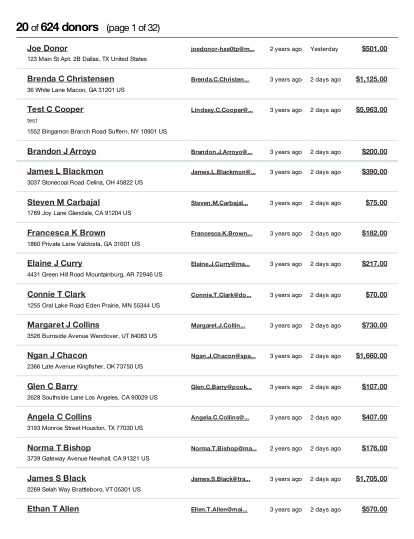 20 of 624 donors (page 1 of 32)
Joe Donor joedonor-hxe0tp@m... 2 years ago Yesterday $501.00
123 Main St Apt. 2B Dallas, TX United States
Brenda C Christensen Brenda.C.Christen... 3 years ago 2 days ago $1,125.00
36 White Lane Macon, GA 31201 US
Test C Cooper Lindsey.C.Cooper@... 3 years ago 2 days ago $5,963.00
test
1552 Bingamon Branch Road Suffern, NY 10901 US
Brandon J Arroyo Brandon.J.Arroyo@... 3 years ago 2 days ago $200.00
James L Blackmon James.L.Blackmon@... 3 years ago 2 days ago $390.00
3037 Stonecoal Road Celina, OH 45822 US
Steven M Carbajal Steven.M.Carbajal... 3 years ago 2 days ago $75.00
1789 Joy Lane Glendale, CA 91204 US
Francesca K Brown Francesca.K.Brown... 3 years ago 2 days ago $182.00
1860 Private Lane Valdosta, GA 31601 US
Elaine J Curry Elaine.J.Curry@ma... 3 years ago 2 days ago $217.00
4431 Green Hill Road Mountainburg, AR 72946 US
Connie T Clark Connie.T.Clark@do... 3 years ago 2 days ago $70.00
1255 Oral Lake Road Eden Prairie, MN 55344 US
Margaret J Collins Margaret.J.Collin... 3 years ago 2 days ago $730.00
3526 Burnside Avenue Wendover, UT 84083 US
Ngan J Chacon Ngan.J.Chacon@spa... 3 years ago 2 days ago $1,660.00
2366 Late Avenue Kingfisher, OK 73750 US
Glen C Barry Glen.C.Barry@pook... 3 years ago 2 days ago $107.00
2628 Southside Lane Los Angeles, CA 90029 US
Angela C Collins Angela.C.Collins@... 3 years ago 2 days ago $407.00
3193 Monroe Street Houston, TX 77030 US
Norma T Bishop Norma.T.Bishop@ma... 2 years ago 2 days ago $176.00
3739 Gateway Avenue Newhall, CA 91321 US
James S Black James.S.Black@tra... 3 years ago 2 days ago $1,705.00
2269 Selah Way Brattleboro, VT 05301 US
Ethan T Allen Ellen.T.Allen@mai... 3 years ago 2 days ago $570.00